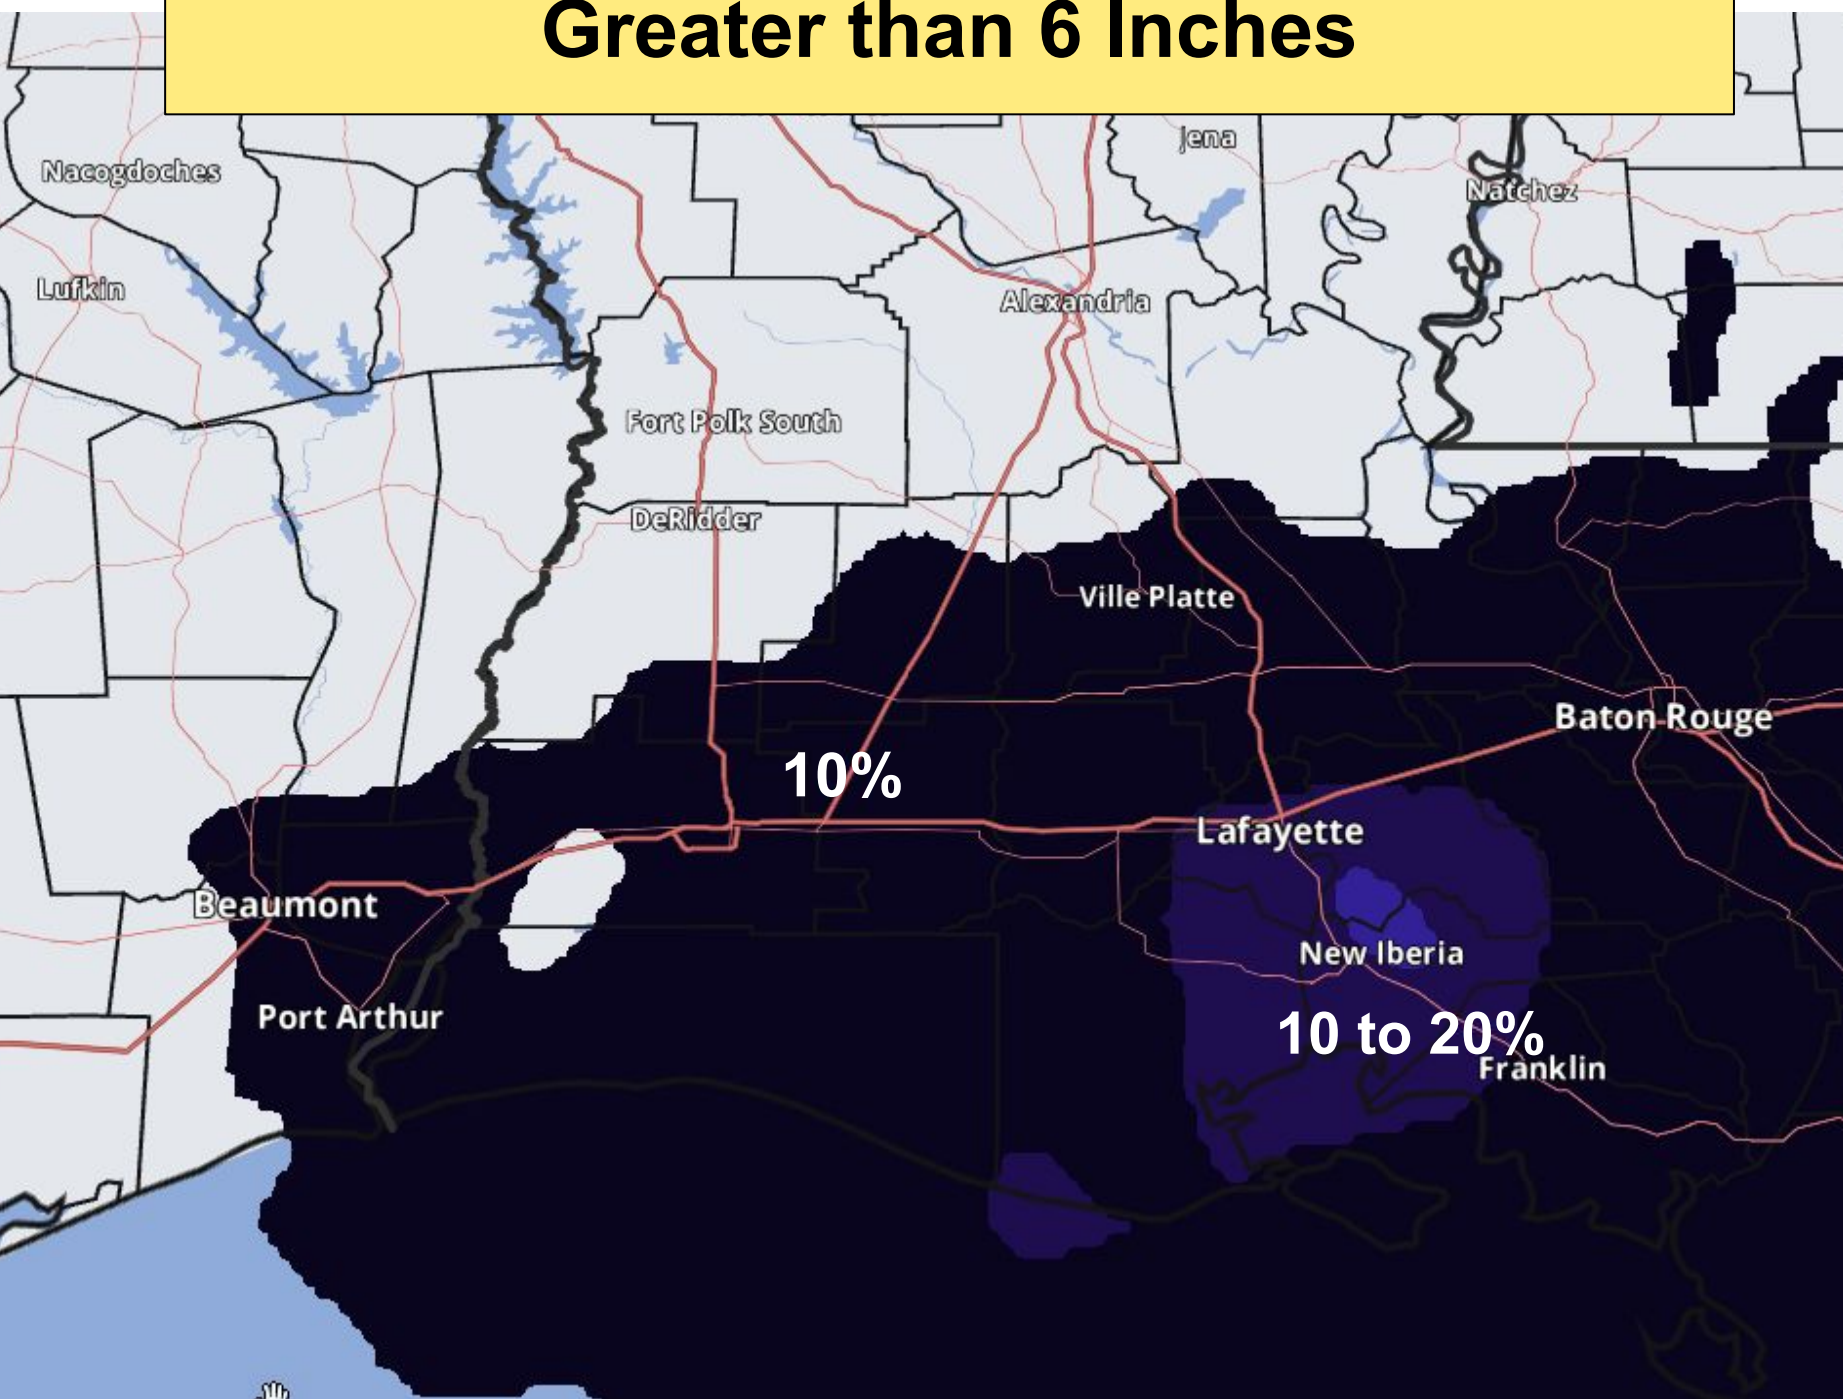 Greater than 6 Inches
Jena
Nacogdoches
Natchez
Lufkin
Alexandria
Fort Polk South
DeRidder
Ville Platte
Baton Rouge
10%
Lafayette
Beaumont
New Iberia
Port Arthur
10 to 20%
Franklin